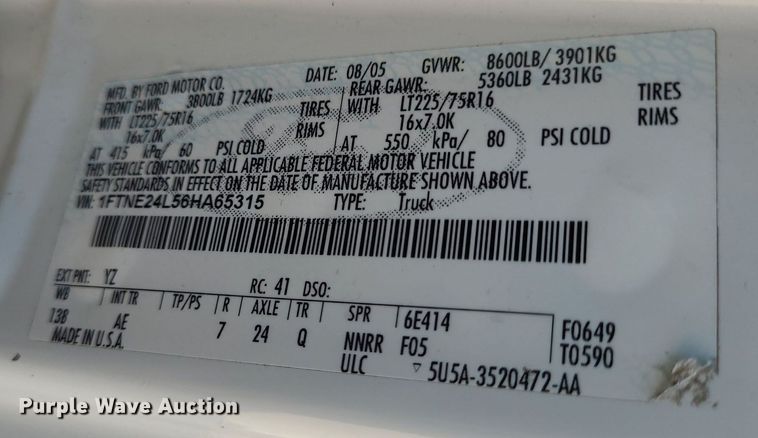 MFD. BY FORD MOTOR CO. DATE: 08/05 GVWR: 8600LB/ 3901KG
FRONT GAWR: 3800LB 1724KG REAR GAWR: 5360LB 2431KG
WITH LT225/75R16 TIRES WITH LT225/75R16 TIRES
16x7.0K RIMS 16x7.0K RIMS
AT 415 kPa/ 60 PSI COLD AT 550 kPa/ 80 PSI COLD
THIS VEHICLE CONFORMS TO ALL APPLICABLE FEDERAL MOTOR VEHICLE
SAFETY STANDARDS IN EFFECT ON THE DATE OF MANUFACTURE SHOWN ABOVE.
VIN: 1FTNE24L56HA65315 TYPE: Truck
EXT PNT: YZ RC: 41 DSO:
WB INT TR TP/PS R AXLE TR SPR 6E414 F0649
138 AE 7 24 Q NNRR F05 T0590
MADE IN U.S.A. ULC ▽ 5U5A-3520472-AA
Purple Wave Auction